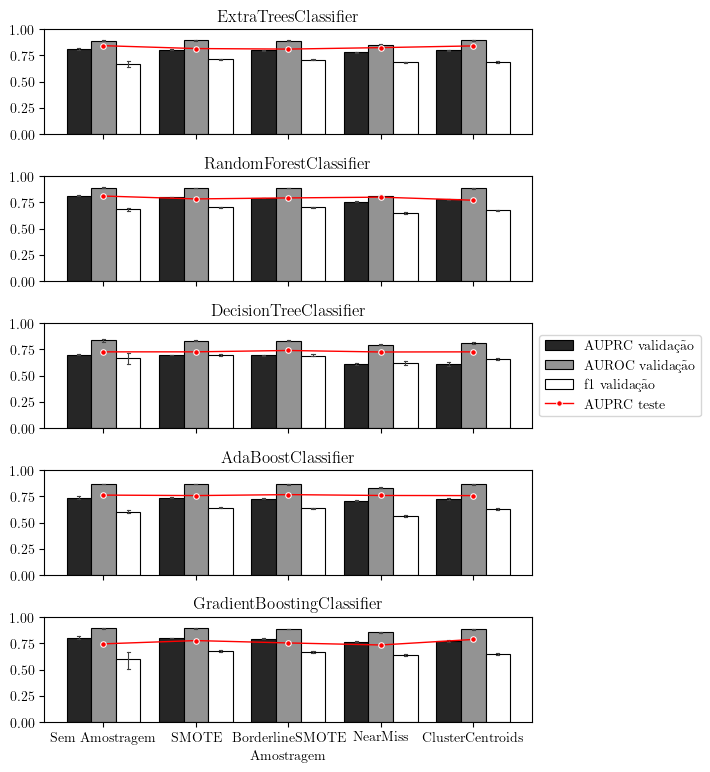 ExtraTreesClassifier
1.00
0.75
0.50
0.25
0.00
RandomForestClassifier
1.00
0.75
0.50
0.25
0.00
DecisionTreeClassifier
1.00
0.75
0.50
0.25
0.00
AUPRC validação
AUROC validação
f1 validação
AUPRC teste
AdaBoostClassifier
1.00
0.75
0.50
0.25
0.00
GradientBoostingClassifier
1.00
0.75
0.50
0.25
0.00
Sem Amostragem SMOTE BorderlineSMOTE NearMiss ClusterCentroids
Amostragem